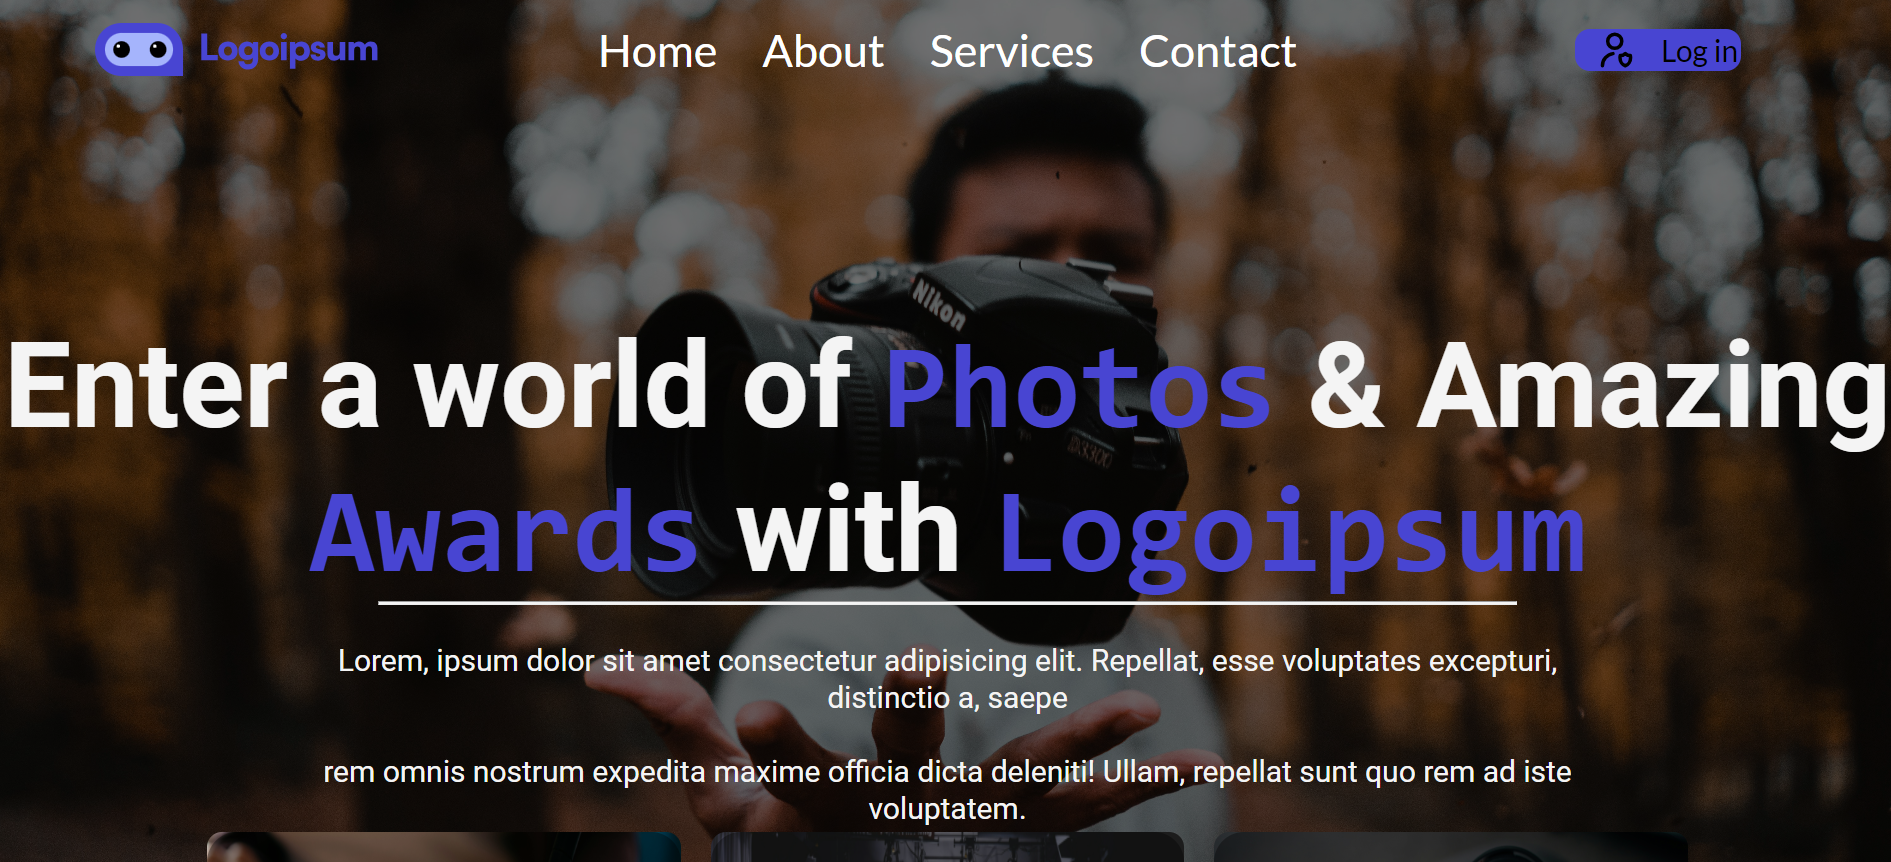 Logoipsum
Home About Services Contact
Log in
Nikon
Enter a world of Photos & Amazing
D3300
Awards with Logoipsum
Lorem, ipsum dolor sit amet consectetur adipisicing elit. Repellat, esse voluptates excepturi,
distinctio a, saepe
rem omnis nostrum expedita maxime officia dicta deleniti! Ullam, repellat sunt quo rem ad iste
voluptatem.